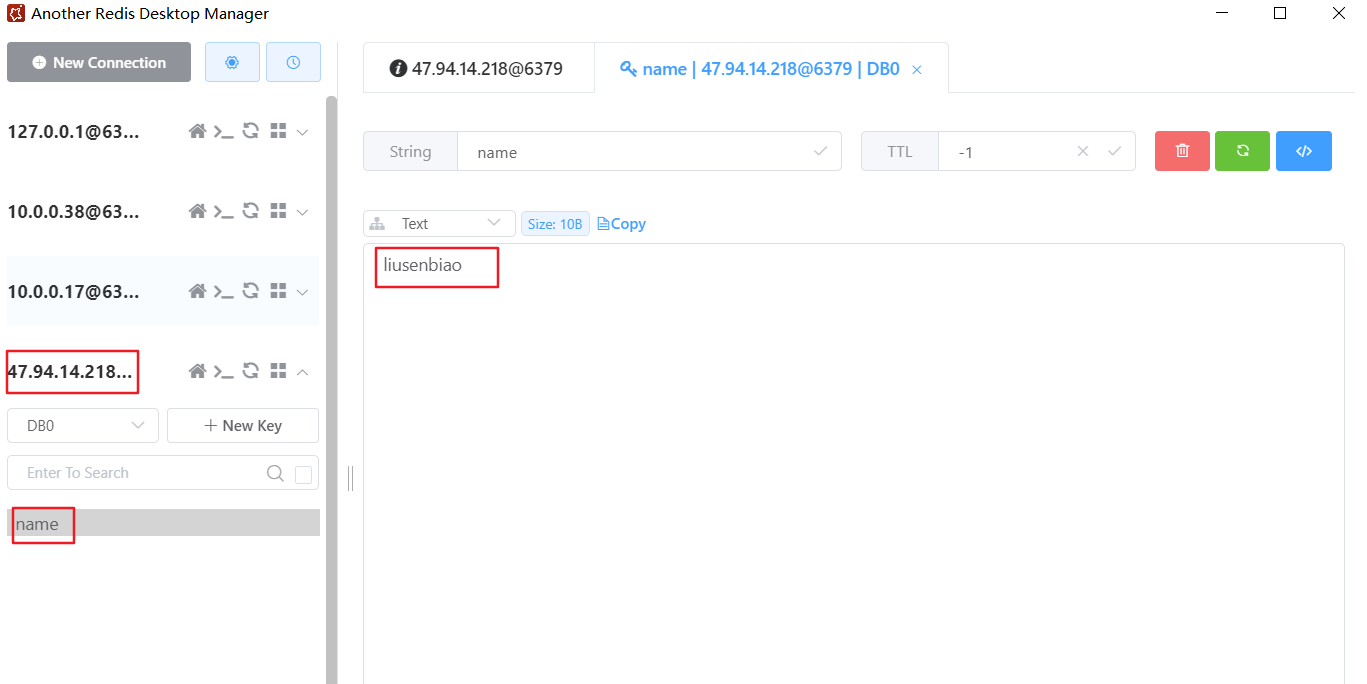 Another Redis Desktop Manager
New Connection
127.0.0.1@63...
10.0.0.38@63...
10.0.0.17@63...
47.94.14.218...
DB0
New Key
Enter To Search
name
47.94.14.218@6379
name | 47.94.14.218@6379 | DB0
String name
TTL -1
Text Size: 10B Copy
liusenbiao